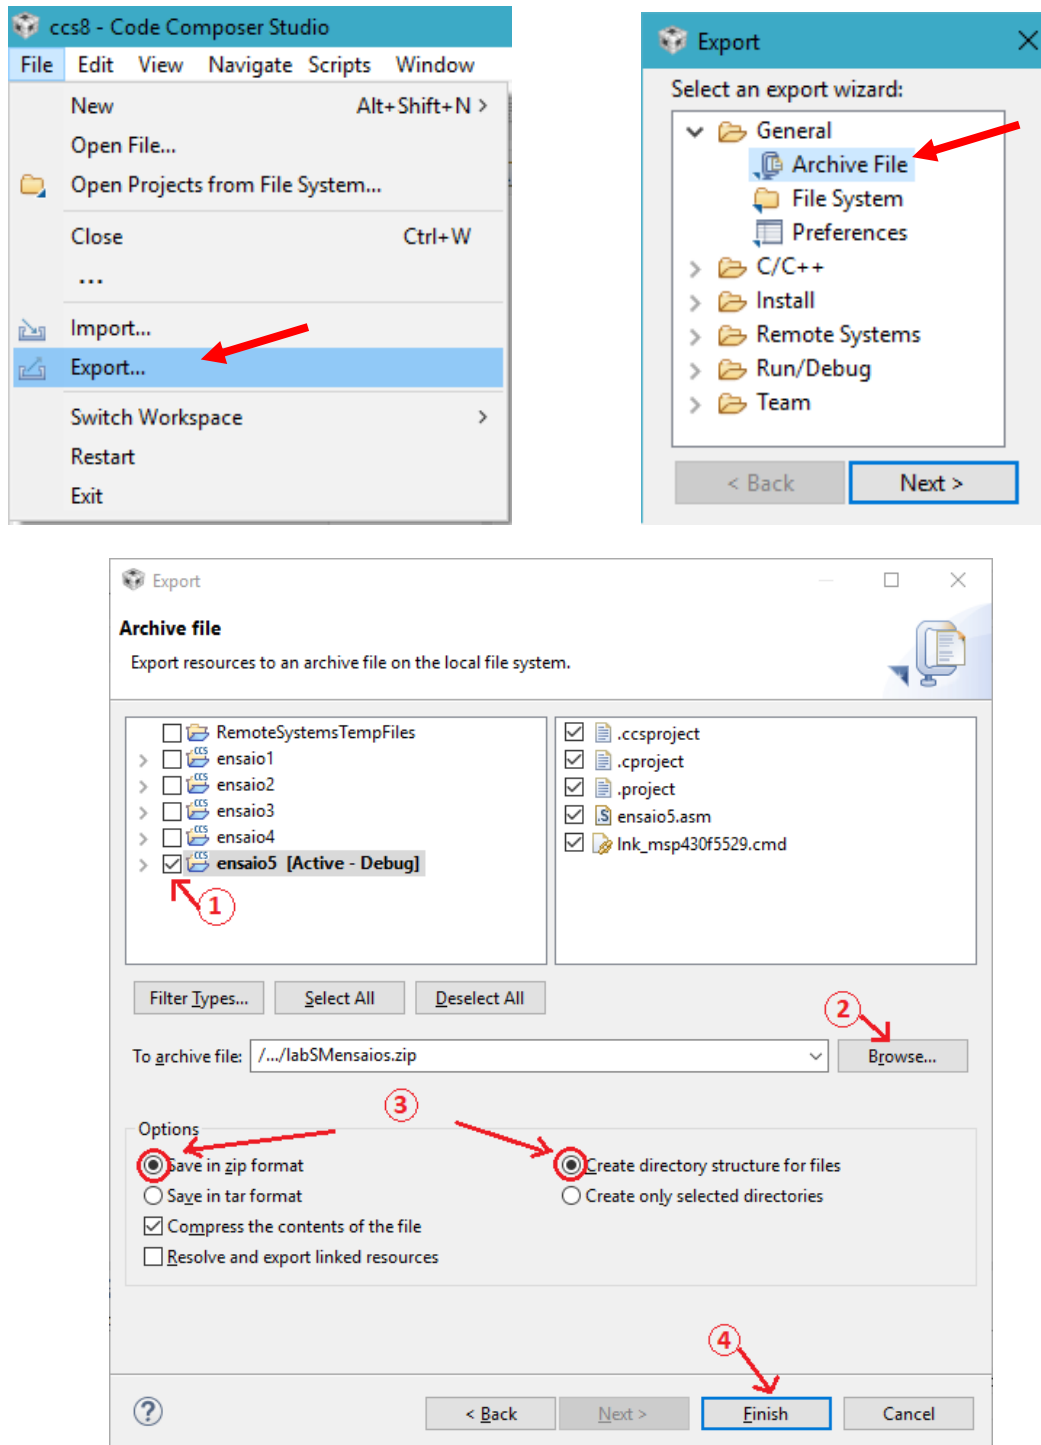 ccs8 - Code Composer Studio
File Edit View Navigate Scripts Window
New Alt+Shift+N >
Open File...
Open Projects from File System...
Close Ctrl+W
...
Import...
Export...
Switch Workspace >
Restart
Exit
Export
Select an export wizard:
General
Archive File
File System
Preferences
C/C++
Install
Remote Systems
Run/Debug
Team
< Back Next >
Export
Archive file
Export resources to an archive file on the local file system.
RemoteSystemsTempFiles
ensaio1
ensaio2
ensaio3
ensaio4
ensaio5 [Active - Debug]
1
.ccsproject
.cproject
.project
ensaio5.asm
lnk_msp430f5529.cmd
Filter Types... Select All Deselect All
2
To archive file: /.../labSMensaios.zip Browse...
3
Options
Save in zip format Create directory structure for files
Save in tar format Create only selected directories
Compress the contents of the file
Resolve and export linked resources
4
? < Back Next > Finish Cancel